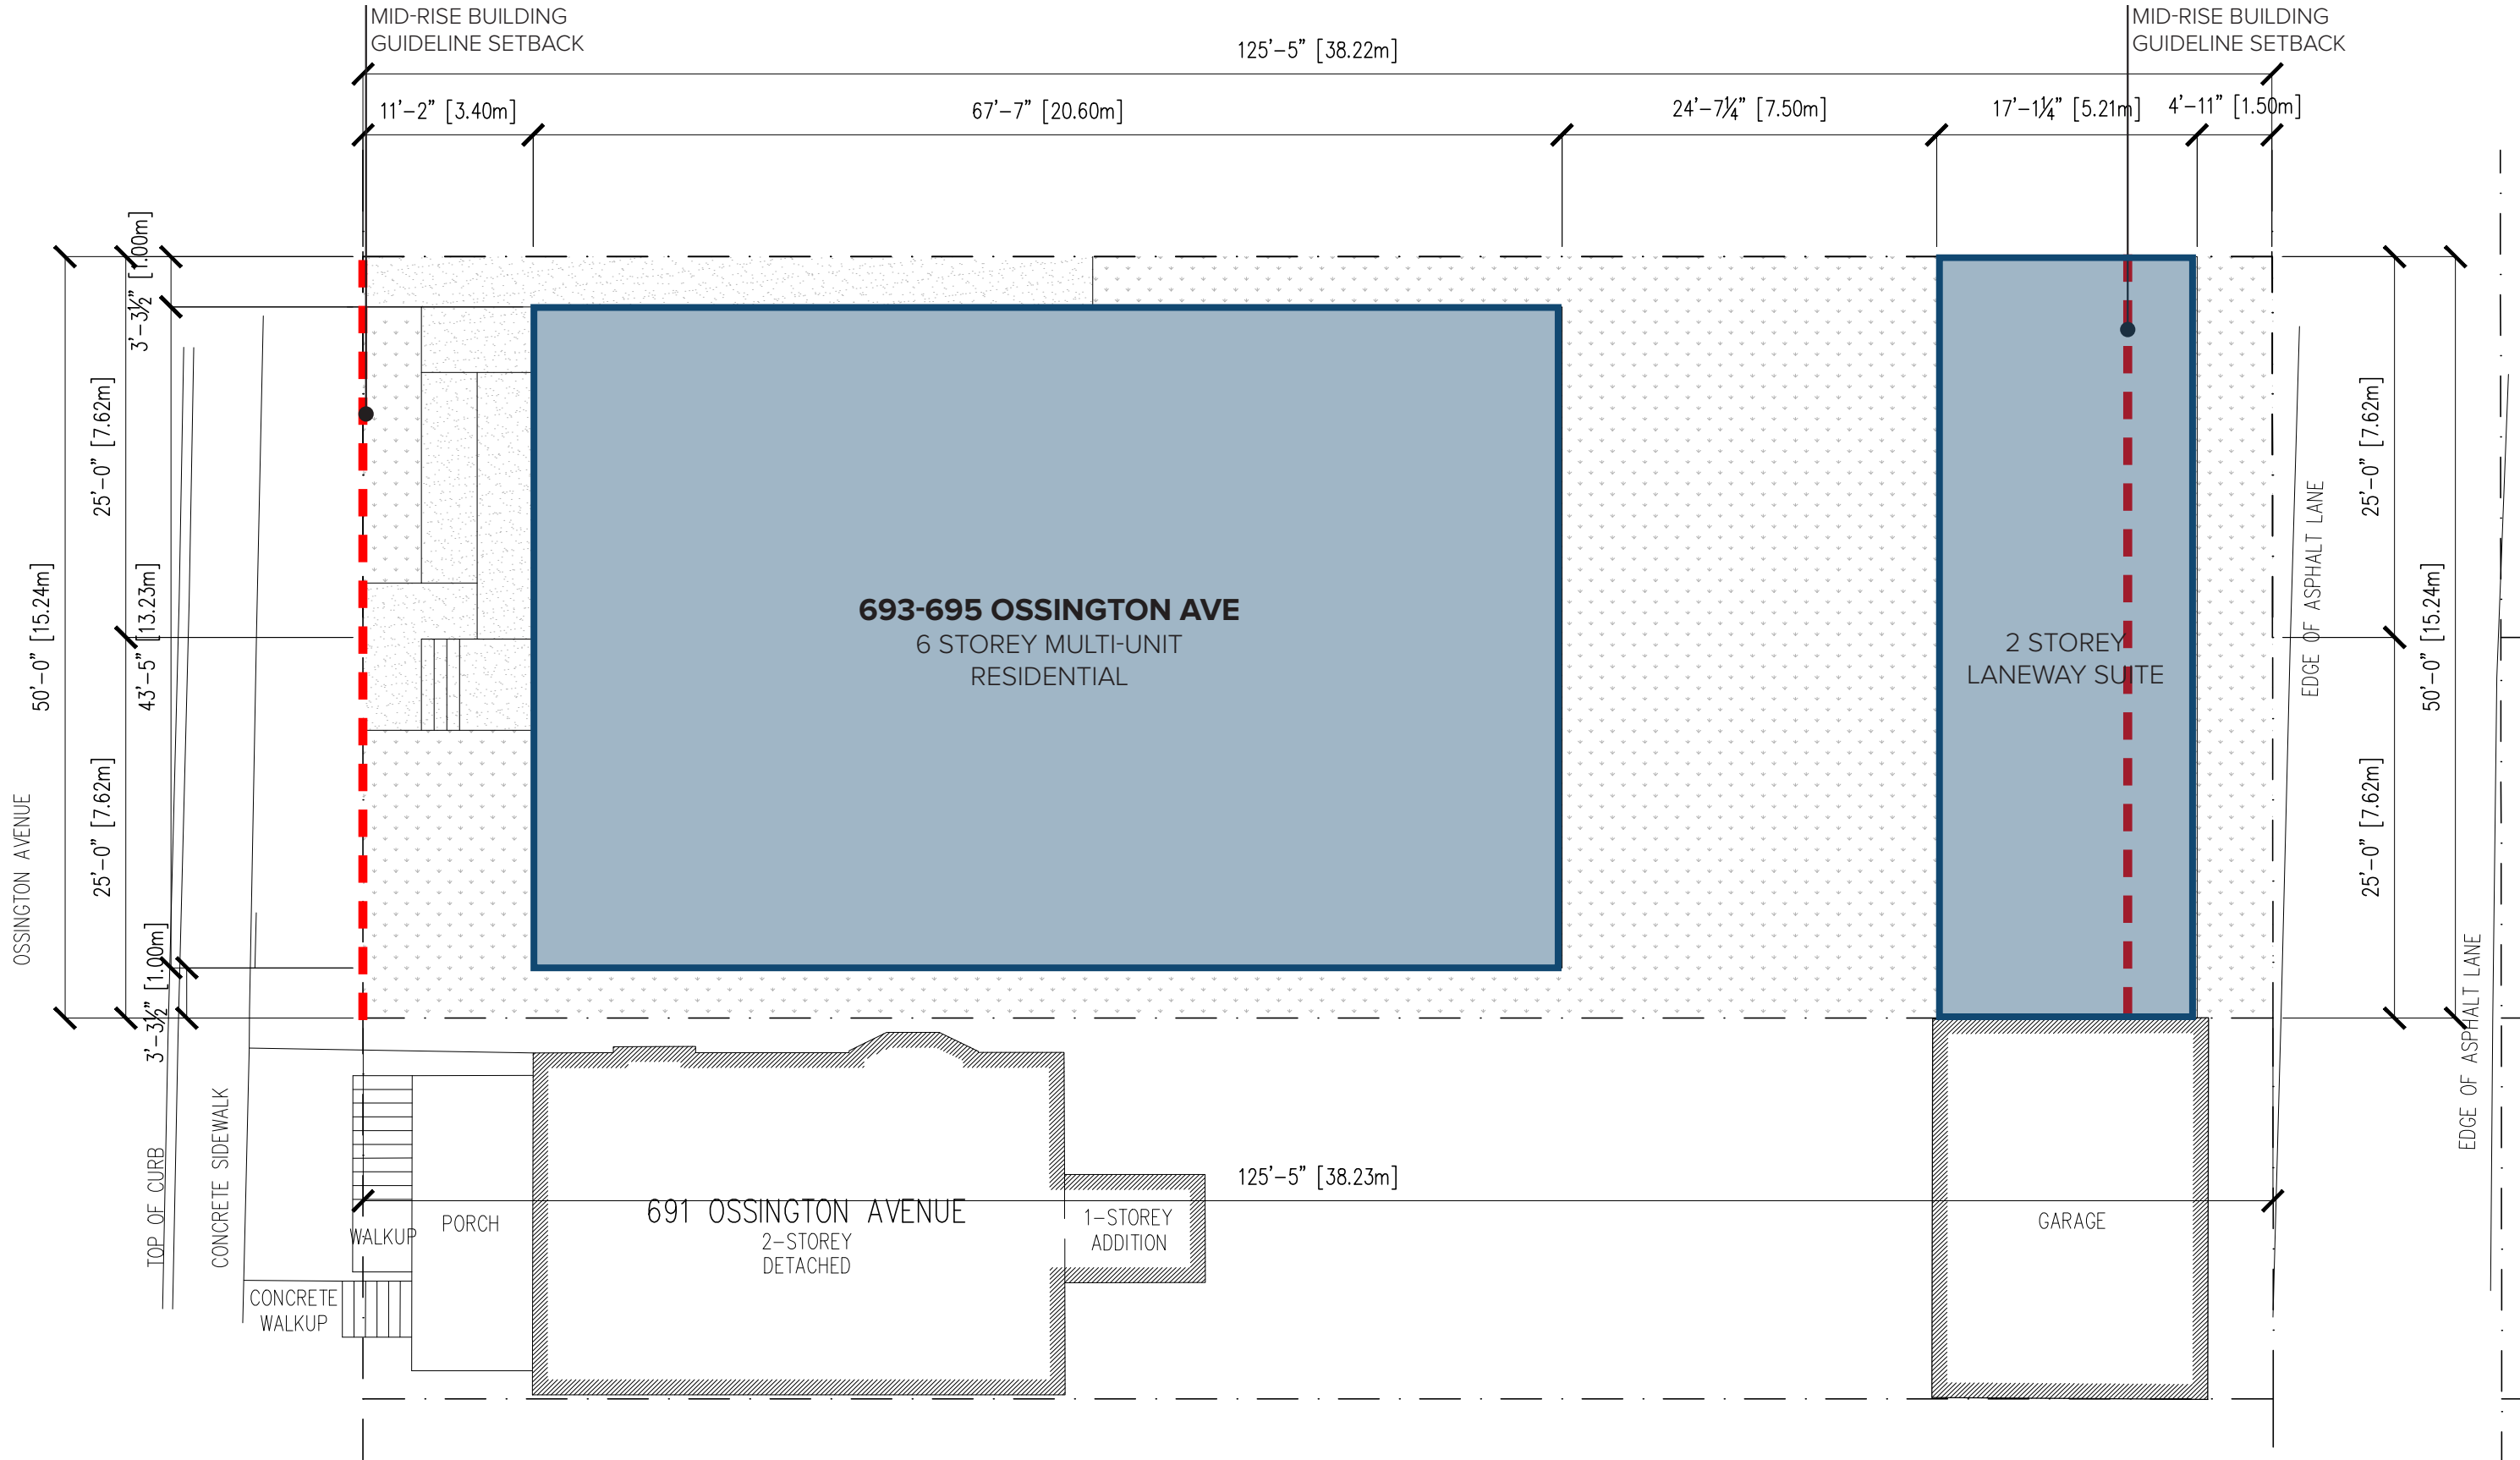 MID-RISE BUILDING
GUIDELINE SETBACK
MID-RISE BUILDING
GUIDELINE SETBACK
125'-5" [38.22m]
11'-2" [3.40m]
67'-7" [20.60m]
24'-7¼" [7.50m]
17'-1¼" [5.21m]
4'-11" [1.50m]
3'-3½" [1.00m]
25'-0" [7.62m]
50'-0" [15.24m]
43'-5" [13.23m]
25'-0" [7.62m]
3'-3½" [1.00m]
OSSINGTON AVENUE
TOP OF CURB
CONCRETE SIDEWALK
693-695 OSSINGTON AVE
6 STOREY MULTI-UNIT
RESIDENTIAL
2 STOREY
LANEWAY SUITE
EDGE OF ASPHALT LANE
25'-0" [7.62m]
50'-0" [15.24m]
25'-0" [7.62m]
EDGE OF ASPHALT LANE
125'-5" [38.23m]
691 OSSINGTON AVENUE
2-STOREY
DETACHED
1-STOREY
ADDITION
GARAGE
WALKUP
PORCH
CONCRETE
WALKUP